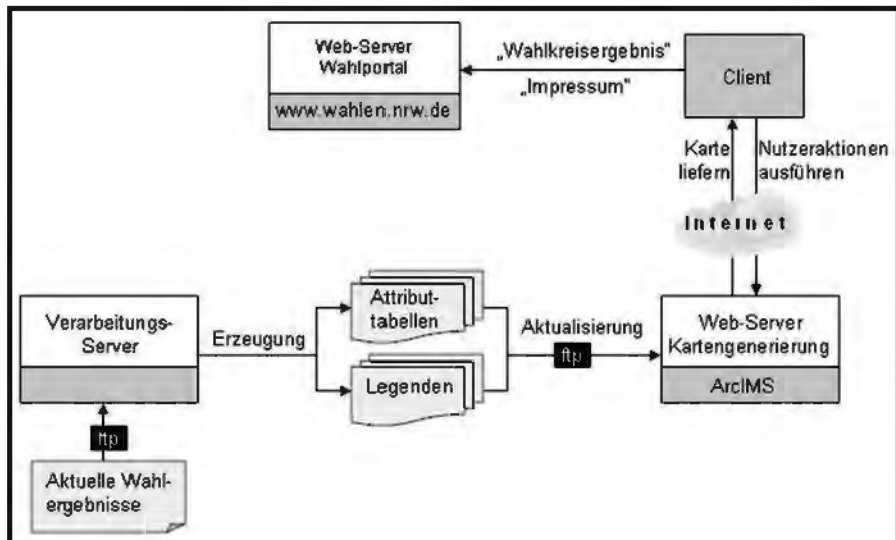 Web-Server
Wahlportal
www.wahlen.nrw.de
„Wahlkreisergebnis“
„Impressum“
Client
Karte
liefern
Nutzeraktionen
ausführen
Internet
Verarbeitungs-
Server
Erzeugung
Attribut-
tabellen
Legenden
Aktualisierung
ftp
Web-Server
Kartengenerierung
ArcIMS
ftp
Aktuelle Wahl-
ergebnisse